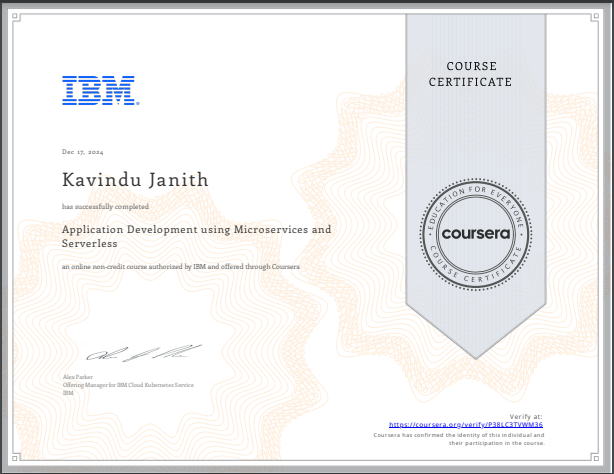 IBM
COURSE
CERTIFICATE
Dec 17, 2024
Kavindu Janith
has successfully completed
Application Development using Microservices and
Serverless
an online non-credit course authorized by IBM and offered through Coursera
EDUCATION FOR EVERYONE
coursera
COURSE CERTIFICATE
Alex Parker
Offering Manager for IBM Cloud Kubernetes Service
IBM
Verify at:
https://coursera.org/verify/P38LC3TVWM36
Coursera has confirmed the identity of this individual and
their participation in the course.